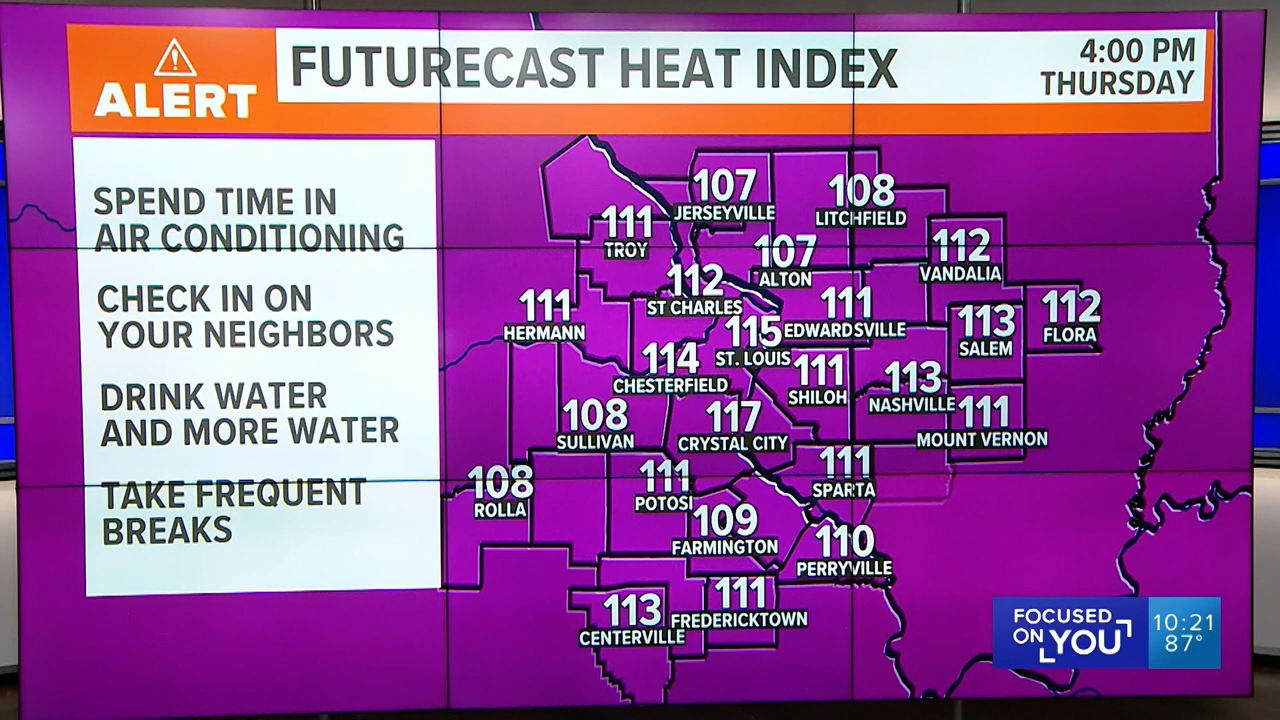 ALERT
FUTURECAST HEAT INDEX
4:00 PM
THURSDAY
SPEND TIME IN
AIR CONDITIONING
CHECK IN ON
YOUR NEIGHBORS
DRINK WATER
AND MORE WATER
TAKE FREQUENT
BREAKS
107
JERSEYVILLE
108
LITCHFIELD
111
TROY
107
ALTON
112
VANDALIA
112
ST CHARLES
111
HERMANN
111
EDWARDSVILLE
112
FLORA
113
SALEM
115
ST. LOUIS
114
CHESTERFIELD
111
SHILOH
113
NASHVILLE
111
MOUNT VERNON
108
SULLIVAN
117
CRYSTAL CITY
111
SPARTA
108
ROLLA
111
POTOSI
109
FARMINGTON
110
PERRYVILLE
113
CENTERVILLE
111
FREDERICKTOWN
FOCUSED
ON YOU
10:21
87°